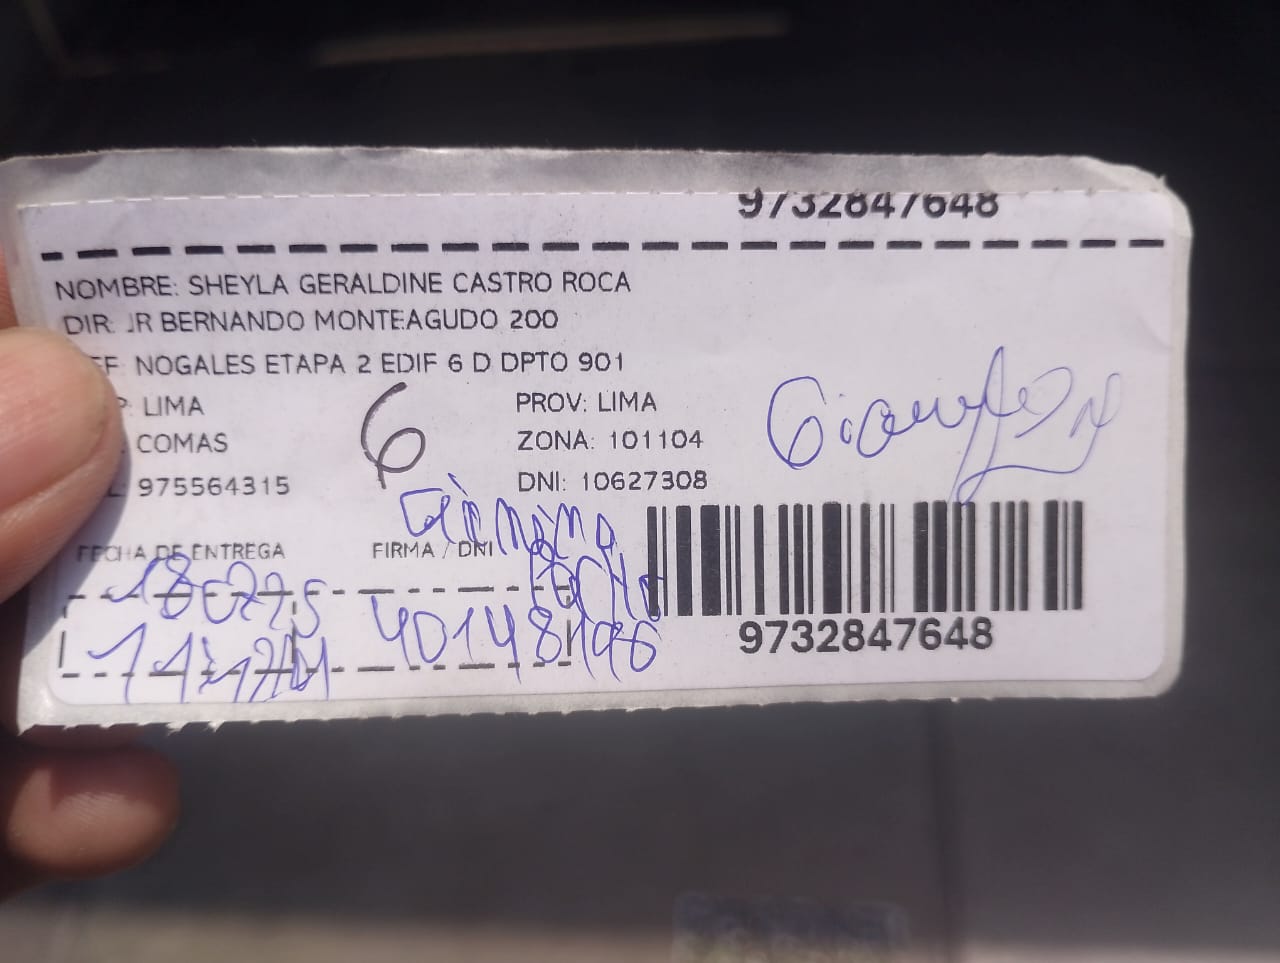 9732847648
NOMBRE: SHEYLA GERALDINE CASTRO ROCA
DIR: JR BERNANDO MONTEAGUDO 200
F: NOGALES ETAPA 2 EDIF 6 D DPTO 901
: LIMA
PROV: LIMA
6
COMAS
ZONA: 101104
: 975564315
DNI: 10627308
FECHA DE ENTREGA
FIRMA / DNI
40148196
9732847648